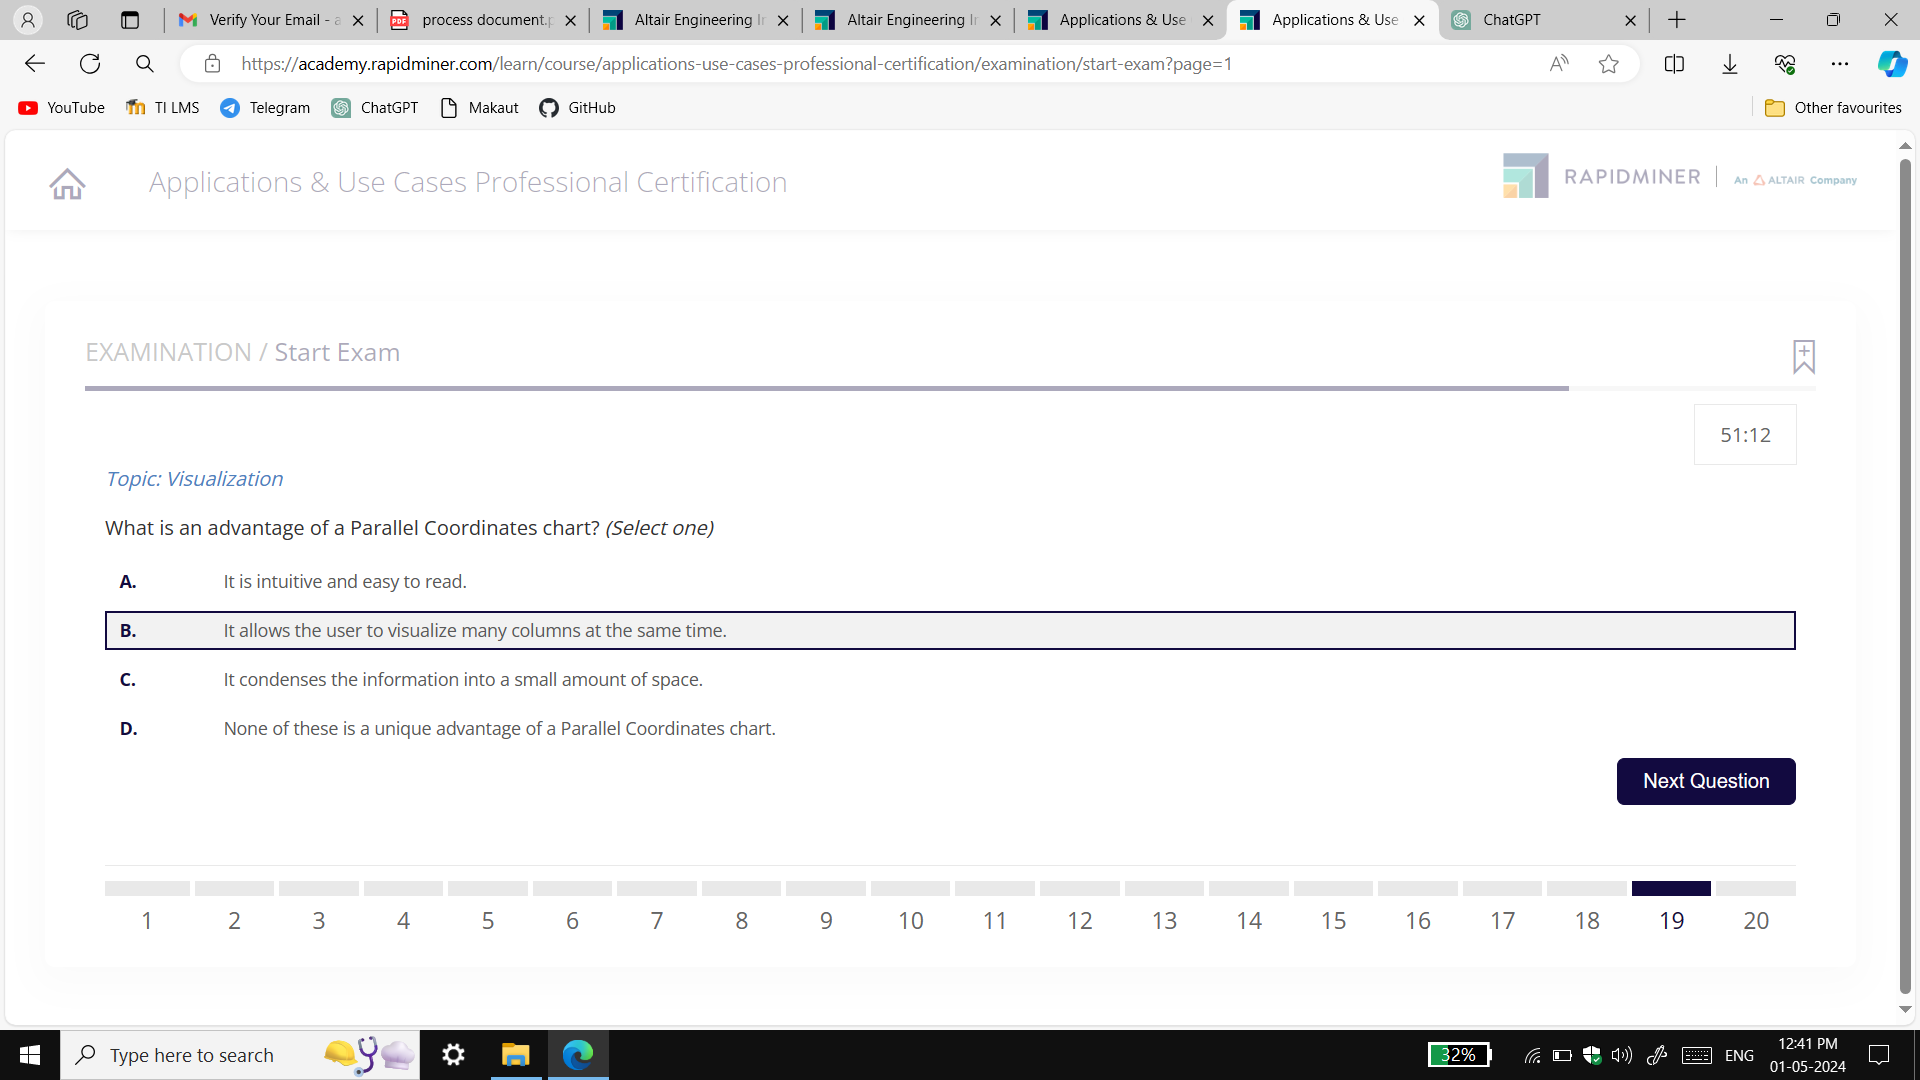 Verify Your Email - a
process document.p
Altair Engineering In
Altair Engineering In
Applications & Use
Applications & Use
ChatGPT
https://academy.rapidminer.com/learn/course/applications-use-cases-professional-certification/examination/start-exam?page=1
YouTube
TI LMS
Telegram
ChatGPT
Makaut
GitHub
Other favourites
Applications & Use Cases Professional Certification
RAPIDMINER
An ALTAIR Company
EXAMINATION / Start Exam
51:12
Topic: Visualization
What is an advantage of a Parallel Coordinates chart? (Select one)
A. It is intuitive and easy to read.
B. It allows the user to visualize many columns at the same time.
C. It condenses the information into a small amount of space.
D. None of these is a unique advantage of a Parallel Coordinates chart.
Next Question
1 2 3 4 5 6 7 8 9 10 11 12 13 14 15 16 17 18 19 20
Type here to search
32%
ENG
12:41 PM
01-05-2024